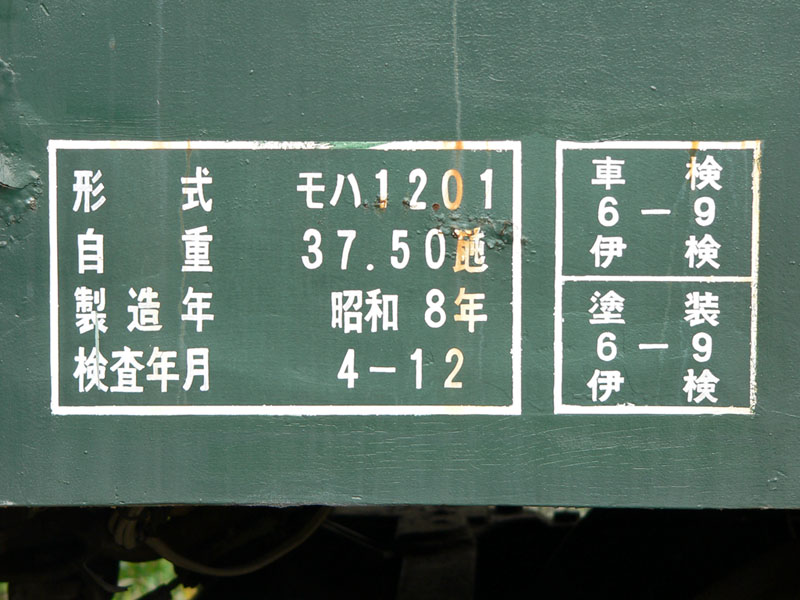 形式 モハ1201
自重 37.50瓲
製造年 昭和8年
検査年月 4-12
車検
6-9
伊検
塗装
6-9
伊検